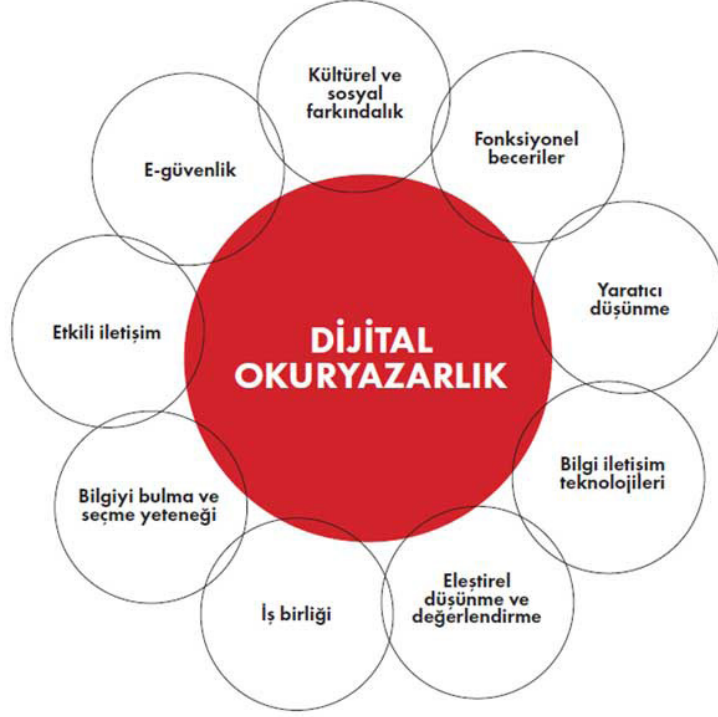 Kültürel ve
sosyal
farkındalık
Fonksiyonel
beceriler
E-güvenlik
Yaratıcı
düşünme
Etkili iletişim
DİJİTAL
OKURYAZARLIK
Bilgi iletişim
teknolojileri
Bilgiyi bulma ve
seçme yeteneği
Eleştirel
düşünme ve
değerlendirme
İş birliği